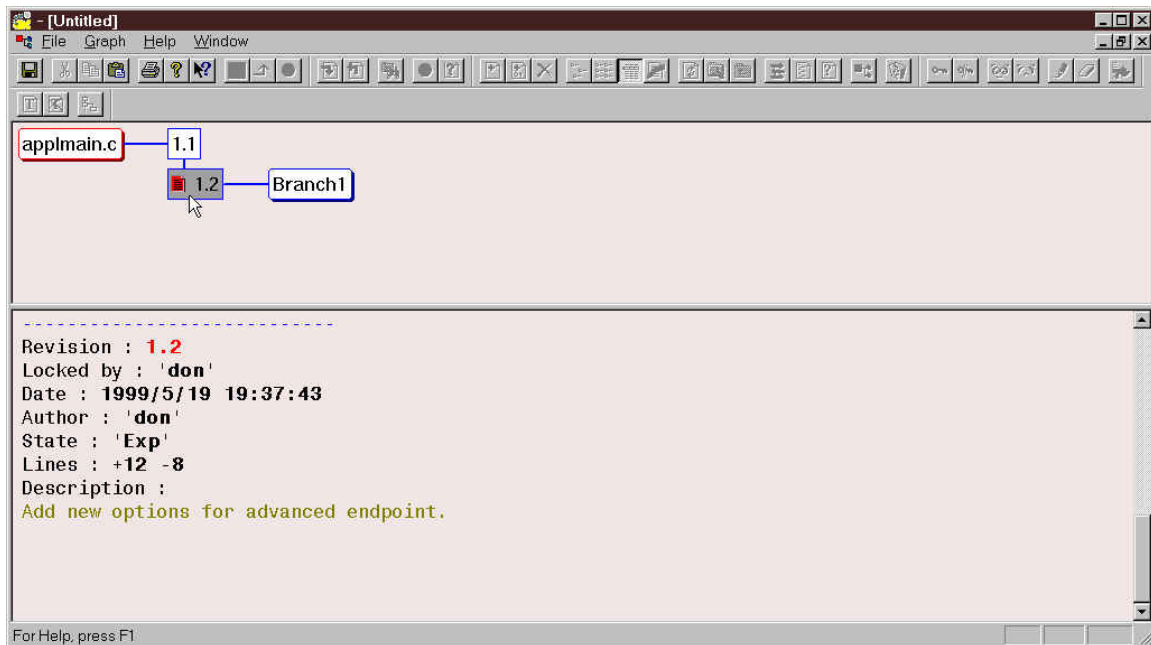 - [Untitled]
File Graph Help Window
applmain.c 1.1
1.2 Branch1
----------------------------
Revision : 1.2
Locked by : 'don'
Date : 1999/5/19 19:37:43
Author : 'don'
State : 'Exp'
Lines : +12 -8
Description :
Add new options for advanced endpoint.
For Help, press F1